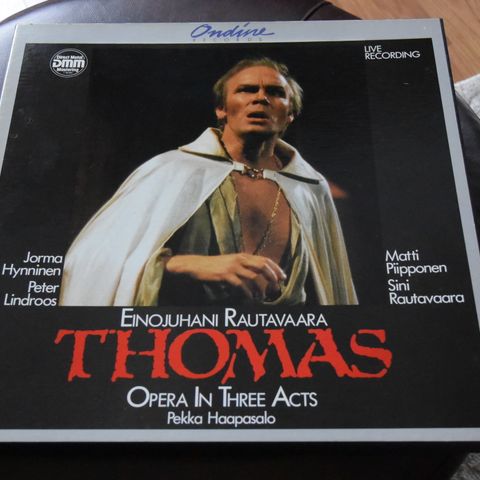 Ondine
RECORDS
Direct Metal
DMM
Mastering
LIVE
RECORDING
Jorma
Hynninen
Peter
Lindroos
Matti
Piipponen
Sini
Rautavaara
EINOJUHANI RAUTAVAARA
THOMAS
OPERA IN THREE ACTS
Pekka Haapasalo